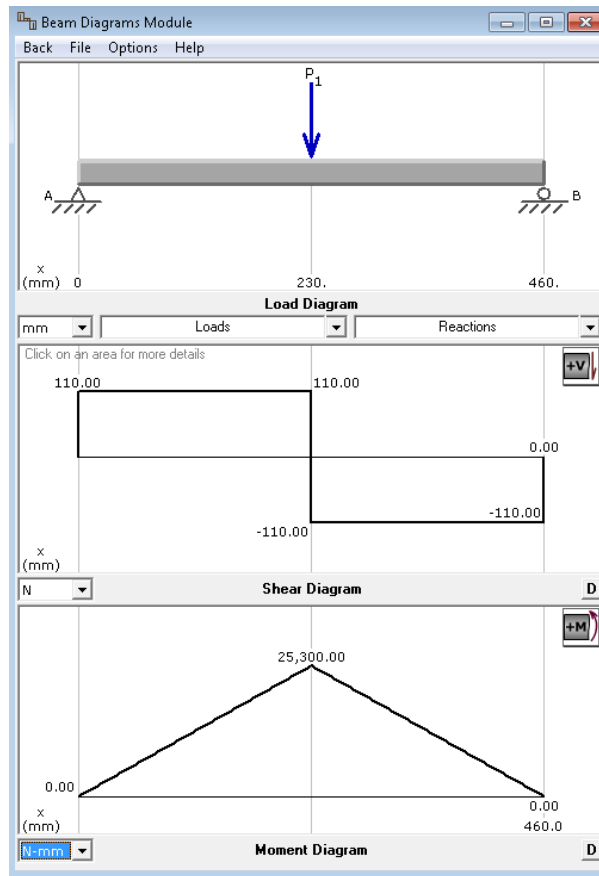 Beam Diagrams Module
Back File Options Help
P1
A
B
x
(mm) 0 230. 460.
Load Diagram
mm Loads Reactions
Click on an area for more details
+V
110.00 110.00
0.00
-110.00
-110.00
x
(mm)
N Shear Diagram D
+M
25,300.00
0.00
0.00
x
(mm) 460.0
N-mm Moment Diagram D